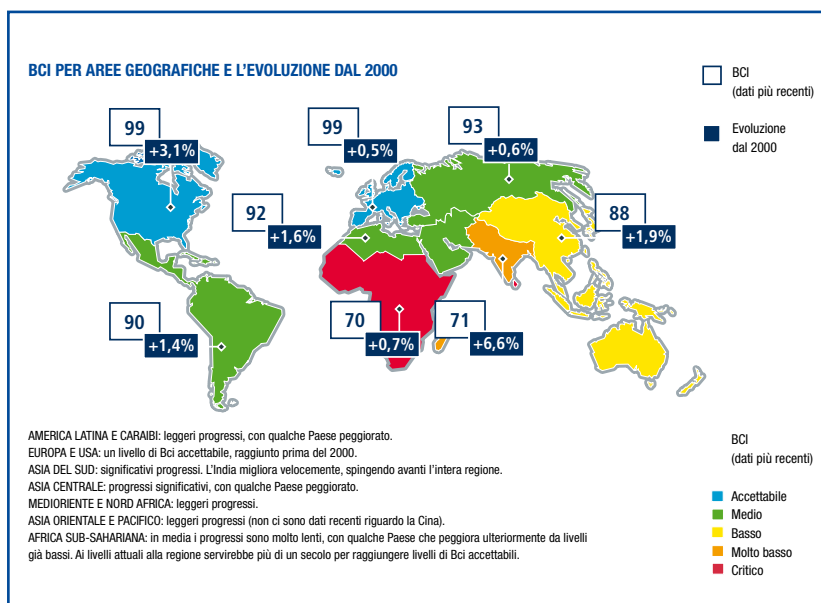 BCI PER AREE GEOGRAFICHE E L'EVOLUZIONE DAL 2000
BCI
(dati più recenti)
Evoluzione
dal 2000
99
+3,1%
99
+0,5%
93
+0,6%
92
+1,6%
88
+1,9%
90
+1,4%
70
+0,7%
71
+6,6%
AMERICA LATINA E CARAIBI: leggeri progressi, con qualche Paese peggiorato.
EUROPA E USA: un livello di Bci accettabile, raggiunto prima del 2000.
ASIA DEL SUD: significativi progressi. L'India migliora velocemente, spingendo avanti l'intera regione.
ASIA CENTRALE: progressi significativi, con qualche Paese peggiorato.
MEDIORIENTE E NORD AFRICA: leggeri progressi.
ASIA ORIENTALE E PACIFICO: leggeri progressi (non ci sono dati recenti riguardo la Cina).
AFRICA SUB-SAHARIANA: in media i progressi sono molto lenti, con qualche Paese che peggiora ulteriormente da livelli
già bassi. Ai livelli attuali alla regione servirebbe più di un secolo per raggiungere livelli di Bci accettabili.
BCI
(dati più recenti)
Accettabile
Medio
Basso
Molto basso
Critico